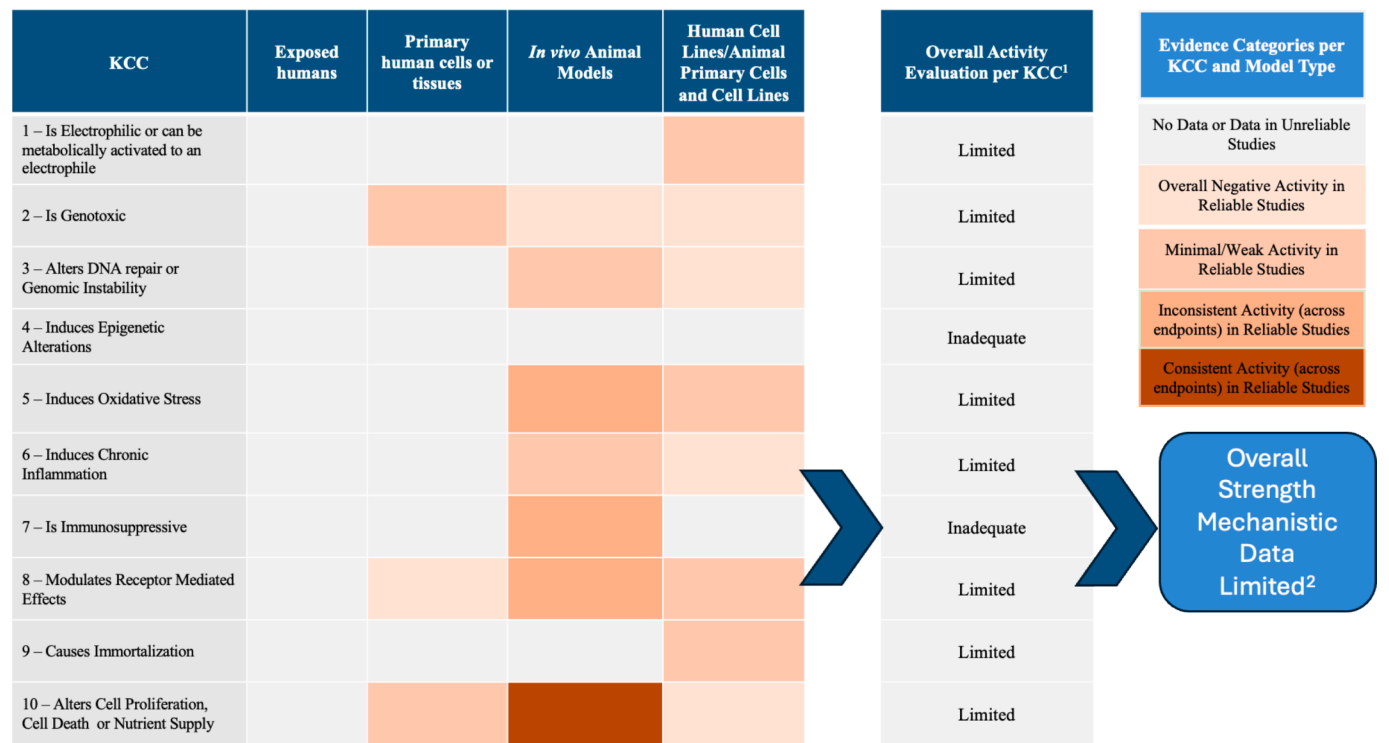 KCC
Exposed
humans
Primary
human cells or
tissues
In vivo Animal
Models
Human Cell
Lines/Animal
Primary Cells
and Cell Lines
Overall Activity
Evaluation per KCC¹
Evidence Categories per
KCC and Model Type
1 – Is Electrophilic or can be
metabolically activated to an
electrophile
Limited
2 – Is Genotoxic
Limited
3 – Alters DNA repair or
Genomic Instability
Limited
4 – Induces Epigenetic
Alterations
Inadequate
5 – Induces Oxidative Stress
Limited
6 – Induces Chronic
Inflammation
Limited
7 – Is Immunosuppressive
Inadequate
8 – Modulates Receptor Mediated
Effects
Limited
9 – Causes Immortalization
Limited
10 – Alters Cell Proliferation,
Cell Death or Nutrient Supply
Limited
No Data or Data in Unreliable
Studies
Overall Negative Activity in
Reliable Studies
Minimal/Weak Activity in
Reliable Studies
Inconsistent Activity (across
endpoints) in Reliable Studies
Consistent Activity (across
endpoints) in Reliable Studies
Overall
Strength
Mechanistic
Data
Limited²